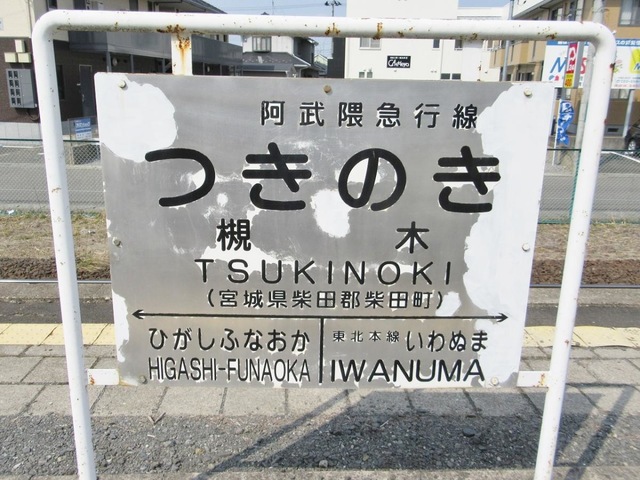 阿武隈急行線
つきのき
槻木
TSUKINOKI
(宮城県柴田郡柴田町)
ひがしふなおか
HIGASHI-FUNAOKA
東北本線 いわぬま
IWANUMA